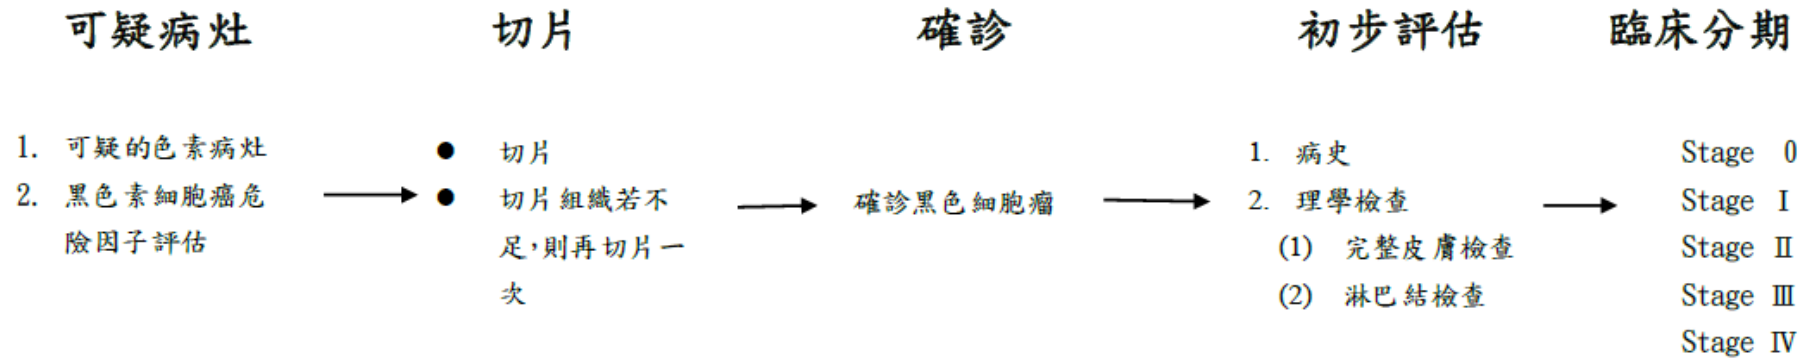 可疑病灶
切片
確診
初步評估
臨床分期
1. 可疑的色素病灶
2. 黑色素細胞癌危
險因子評估
● 切片
● 切片組織若不
足，則再切片一
次
確診黑色細胞瘤
1. 病史
2. 理學檢查
(1) 完整皮膚檢查
(2) 淋巴結檢查
Stage 0
Stage Ⅰ
Stage Ⅱ
Stage Ⅲ
Stage Ⅳ